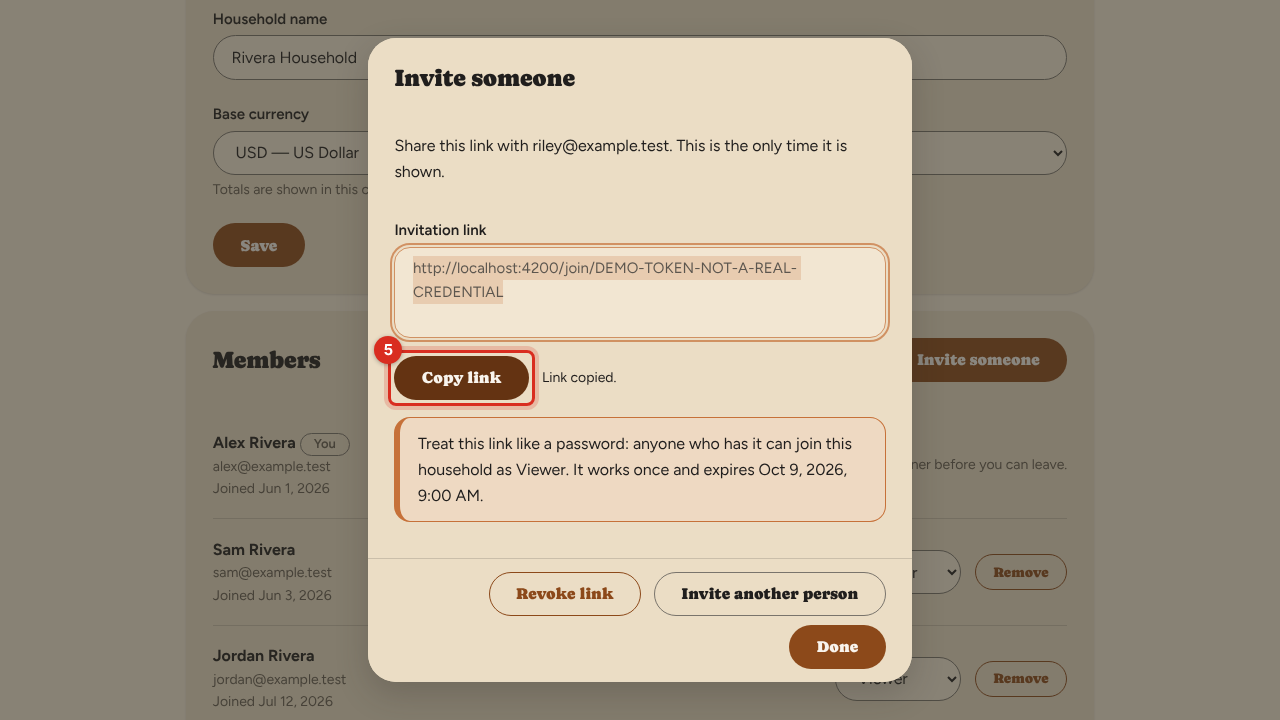 Household name
Rivera Household
Base currency
USD — US Dollar
Totals are shown in this c
Save
Members
Invite someone
Alex Rivera You
alex@example.test
Joined Jun 1, 2026
ner before you can leave.
Sam Rivera
sam@example.test
Joined Jun 3, 2026
r
Remove
Jordan Rivera
jordan@example.test
Joined Jul 12, 2026
Viewer
Remove
Invite someone
Share this link with riley@example.test. This is the only time it is
shown.
Invitation link
http://localhost:4200/join/DEMO-TOKEN-NOT-A-REAL-
CREDENTIAL
5
Copy link
Link copied.
Treat this link like a password: anyone who has it can join this
household as Viewer. It works once and expires Oct 9, 2026,
9:00 AM.
Revoke link
Invite another person
Done